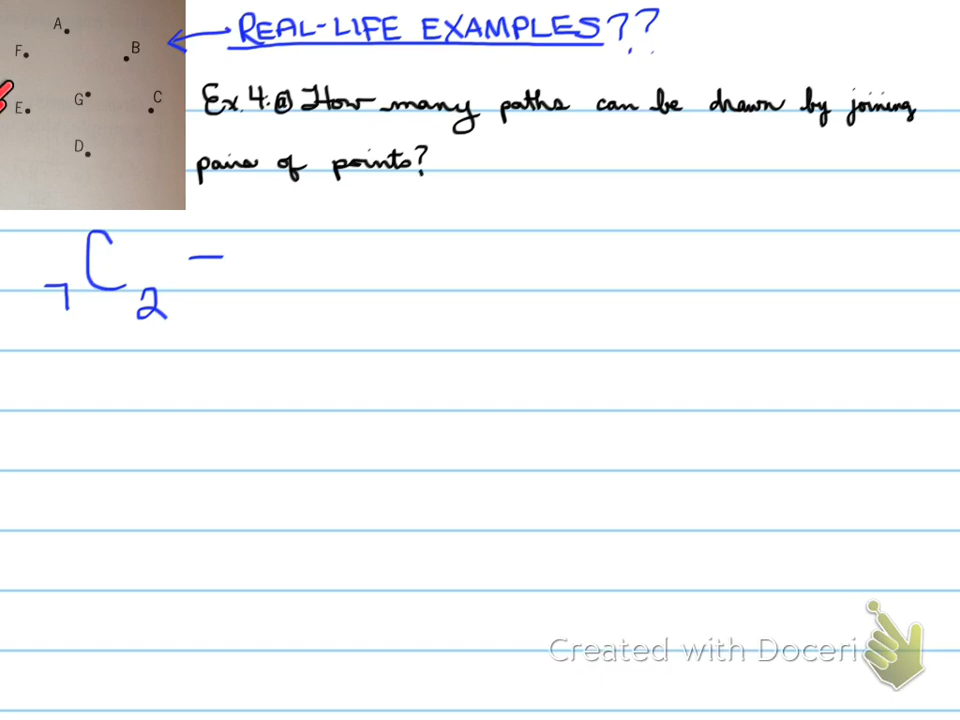 A
F
B
E
G
C
D
REAL-LIFE EXAMPLES??
Ex. 4. ⓐ How many paths can be drawn by joining
pairs of points?
7C2 =
Created with Doceri